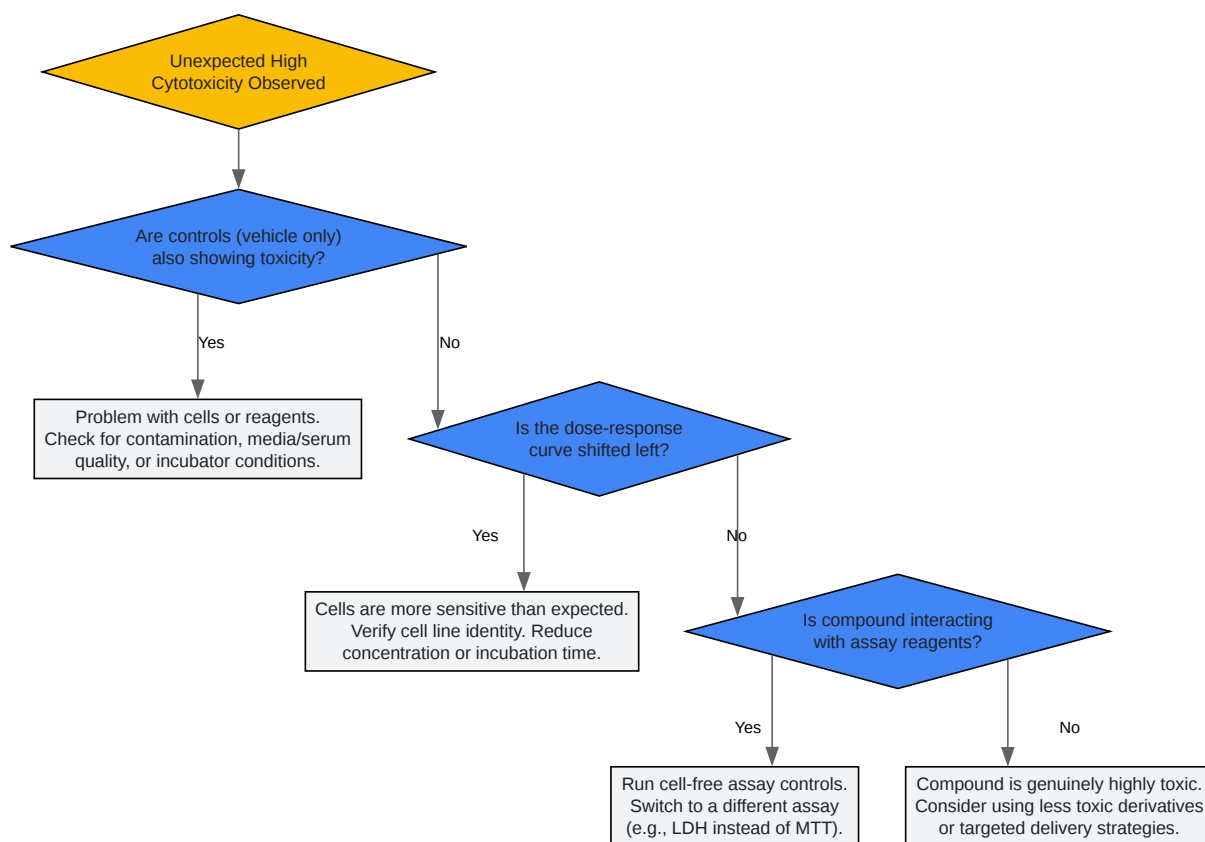 Unexpected High
Cytotoxicity Observed
Are controls (vehicle only)
also showing toxicity?
Yes
No
Problem with cells or reagents.
Check for contamination, media/serum
quality, or incubator conditions.
Is the dose-response
curve shifted left?
Yes
No
Cells are more sensitive than expected.
Verify cell line identity. Reduce
concentration or incubation time.
Is compound interacting
with assay reagents?
Yes
No
Run cell-free assay controls.
Switch to a different assay
(e.g., LDH instead of MTT).
Compound is genuinely highly toxic.
Consider using less toxic derivatives
or targeted delivery strategies.